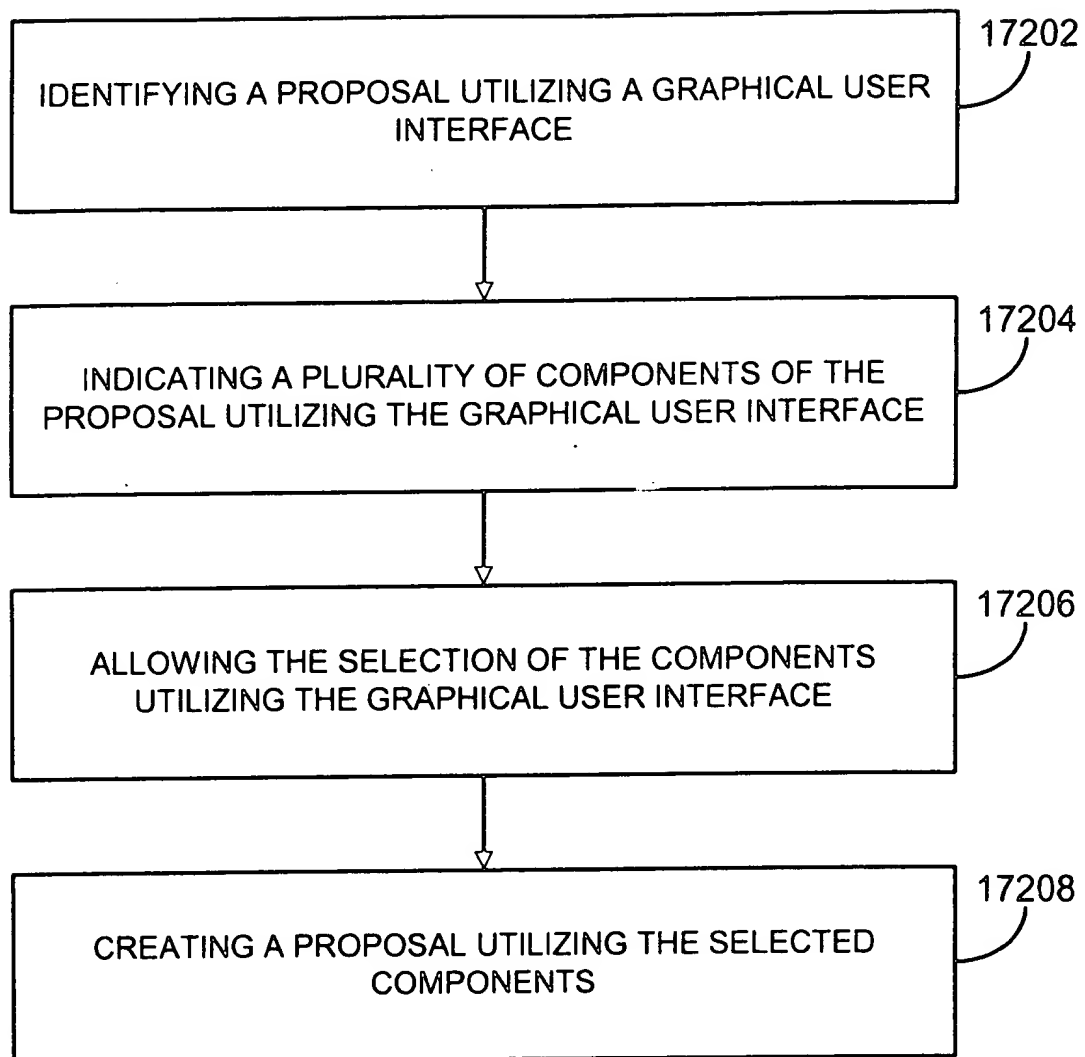 17202
IDENTIFYING A PROPOSAL UTILIZING A GRAPHICAL USER
INTERFACE
17204
INDICATING A PLURALITY OF COMPONENTS OF THE
PROPOSAL UTILIZING THE GRAPHICAL USER INTERFACE
17206
ALLOWING THE SELECTION OF THE COMPONENTS
UTILIZING THE GRAPHICAL USER INTERFACE
17208
CREATING A PROPOSAL UTILIZING THE SELECTED
COMPONENTS